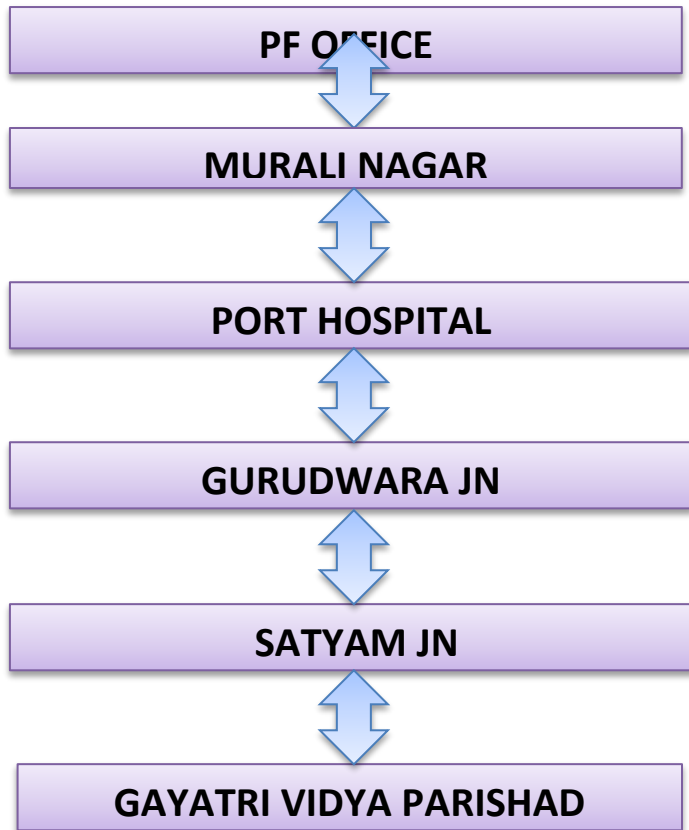 PF OFFICE
MURALI NAGAR
PORT HOSPITAL
GURUDWARA JN
SATYAM JN
GAYATRI VIDYA PARISHAD